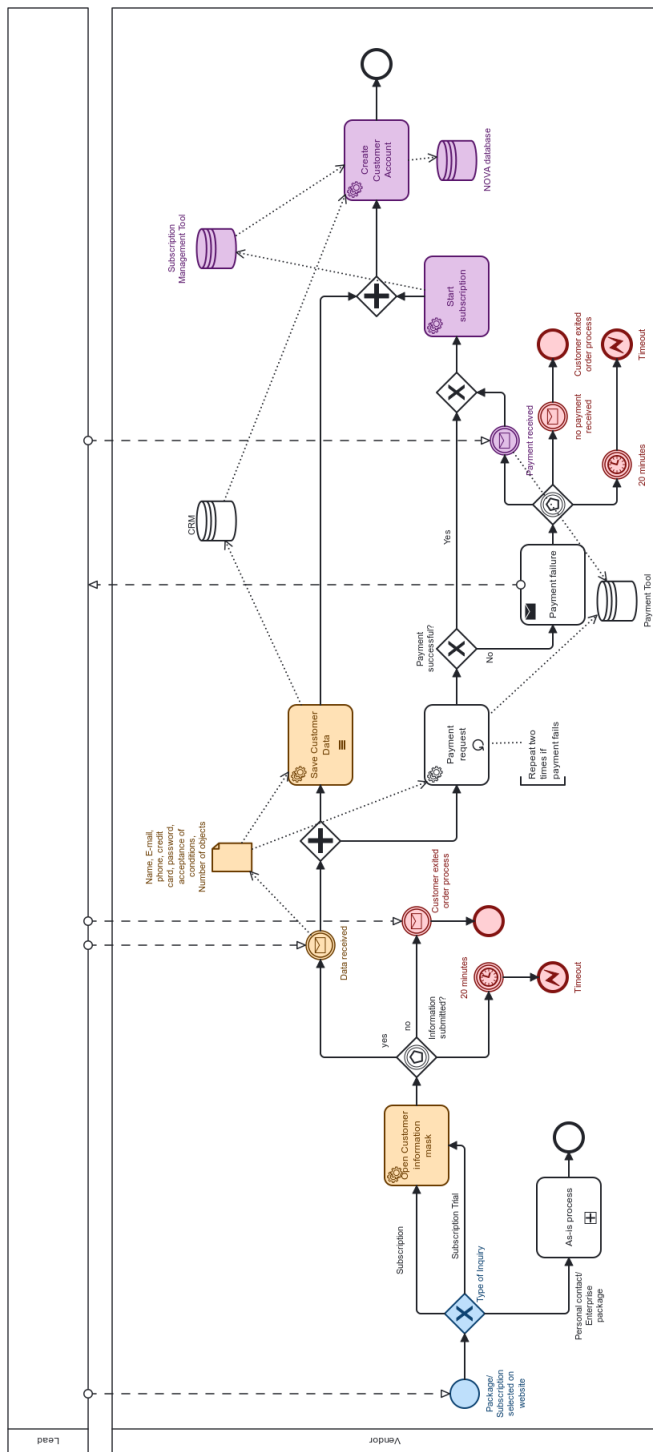 Lead
Vendor
Package/
Subscription
selected on
website
Type of Inquiry
Subscription
Subscription Trial
Personal contact/
Enterprise
package
As-is process
Open Customer
information
mask
yes
no
Information
submitted?
Data received
Customer exited
order process
20 minutes
Timeout
Name, E-mail,
phone, credit
card, password,
acceptance of
conditions,
Number of objects
Save Customer
Data
Payment
request
Repeat two
times if
payment fails
CRM
Payment
successful?
Yes
No
Payment failure
Payment Tool
Payment received
no payment
received
Customer exited
order process
20 minutes
Timeout
Start
subscription
Subscription
Management Tool
Create
Customer
Account
NOVA database